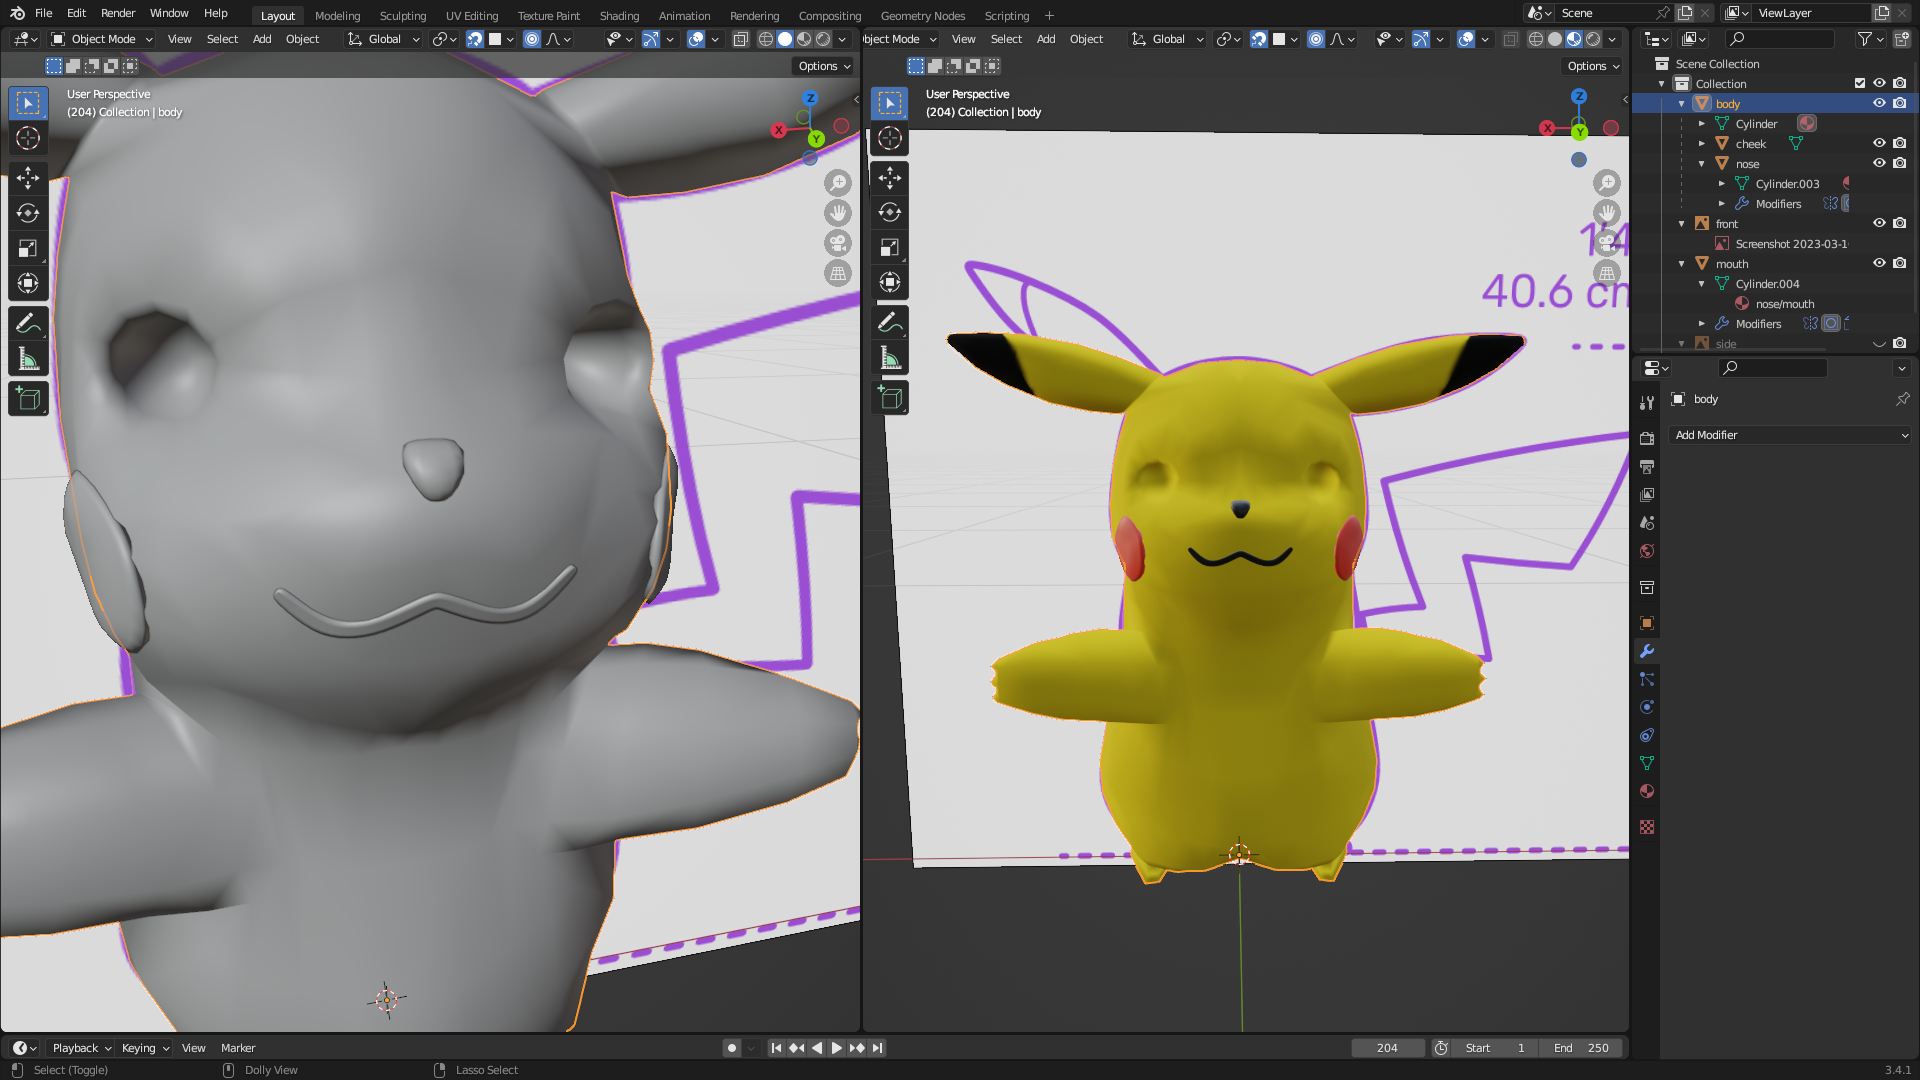 File Edit Render Window Help Layout Modeling Sculpting UV Editing Texture Paint Shading Animation Rendering Compositing Geometry Nodes Scripting + Scene ViewLayer
Object Mode View Select Add Object Global
bject Mode View Select Add Object Global
Options
Options
User Perspective
(204) Collection | body
Z
X
Y
User Perspective
(204) Collection | body
Z
X
Y
40.6 cm
Scene Collection
Collection
body
Cylinder
cheek
nose
Cylinder.003
Modifiers
front
Screenshot 2023-03-1
mouth
Cylinder.004
nose/mouth
Modifiers
side
body
Add Modifier
Playback Keying View Marker 204 Start 1 End 250
Select (Toggle) Dolly View Lasso Select 3.4.1